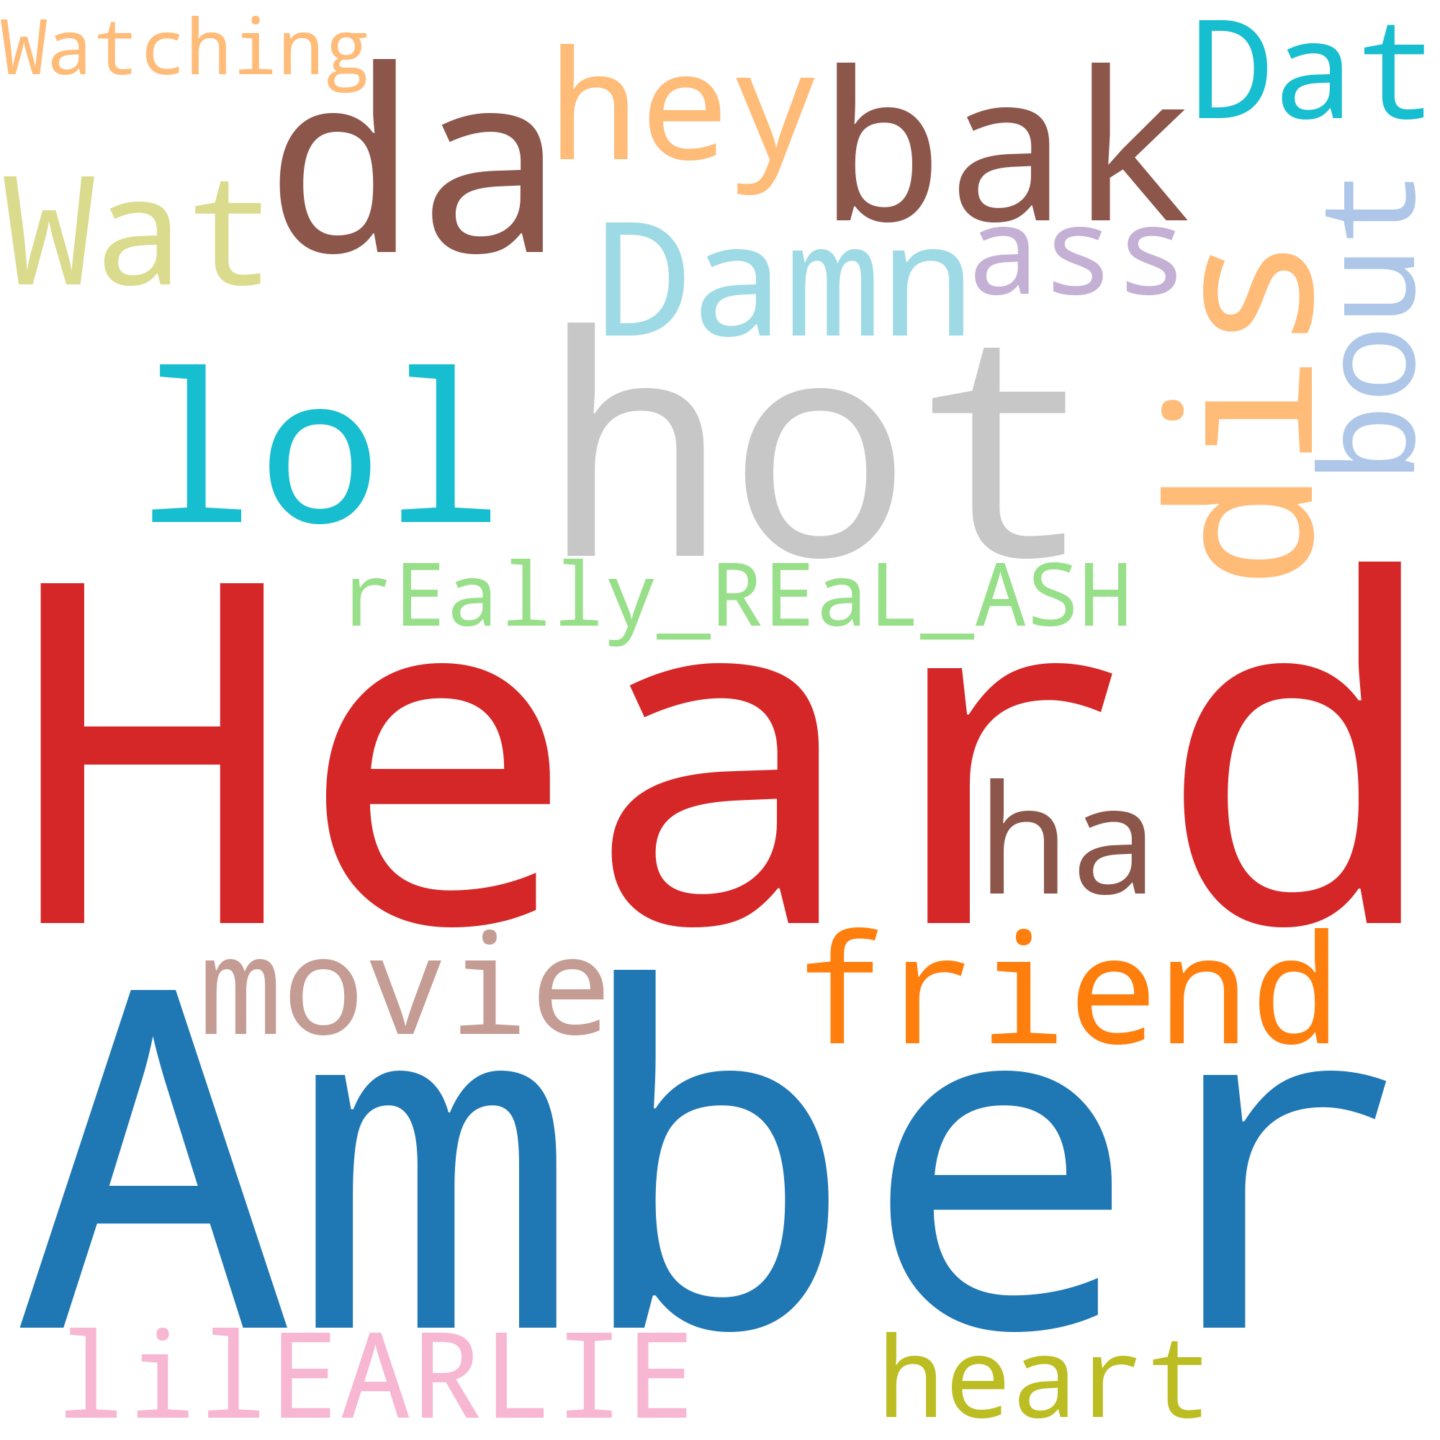 Watching
da
hey
bak
Dat
Wat
Damn
ass
bout
dis
lol
hot
rEally_REaL_ASH
Heard
ha
movie
friend
Amber
lilEARLIE
heart